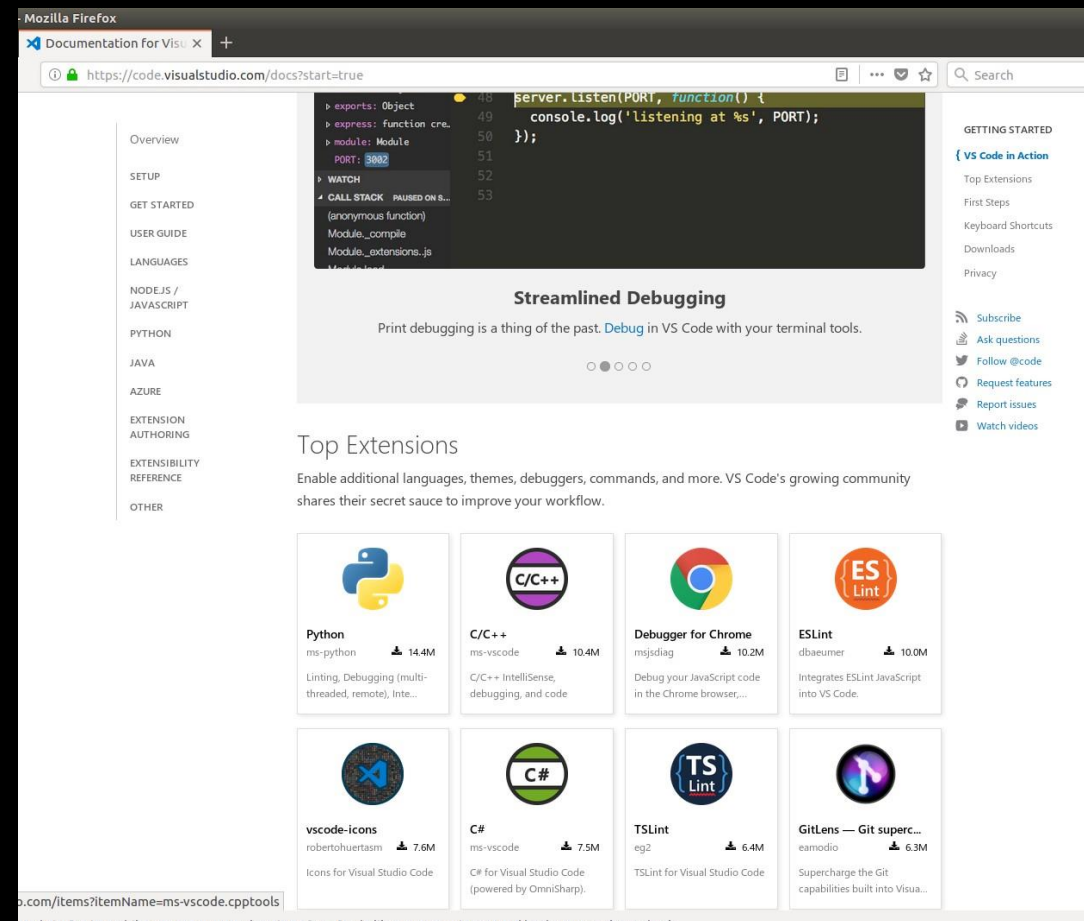 - Mozilla Firefox
Documentation for Visu
https://code.visualstudio.com/docs?start=true
Search
exports: Object
express: function cre…
module: Module
PORT: 3002
WATCH
CALL STACK PAUSED ON S…
(anonymous function)
Module._compile
Module._extensions..js
48 server.listen(PORT, function() {
49 console.log('listening at %s', PORT);
50 });
51
52
53
Streamlined Debugging
Print debugging is a thing of the past. Debug in VS Code with your terminal tools.
Overview
SETUP
GET STARTED
USER GUIDE
LANGUAGES
NODE.JS /
JAVASCRIPT
PYTHON
JAVA
AZURE
EXTENSION
AUTHORING
EXTENSIBILITY
REFERENCE
OTHER
GETTING STARTED
{ VS Code in Action
Top Extensions
First Steps
Keyboard Shortcuts
Downloads
Privacy
Subscribe
Ask questions
Follow @code
Request features
Report issues
Watch videos
Top Extensions
Enable additional languages, themes, debuggers, commands, and more. VS Code's growing community
shares their secret sauce to improve your workflow.
Python
ms-python 14.4M
Linting, Debugging (multi-
threaded, remote), Inte...
C/C++
C/C++
ms-vscode 10.4M
C/C++ IntelliSense,
debugging, and code
Debugger for Chrome
msjsdiag 10.2M
Debug your JavaScript code
in the Chrome browser,...
{ES
Lint}
ESLint
dbaeumer 10.0M
Integrates ESLint JavaScript
into VS Code.
vscode-icons
robertohuertasm 7.6M
Icons for Visual Studio Code
C#
C#
ms-vscode 7.5M
C# for Visual Studio Code
(powered by OmniSharp).
{TS
Lint}
TSLint
eg2 6.4M
TSLint for Visual Studio Code
GitLens — Git superc...
eamodio 6.3M
Supercharge the Git
capabilities built into Visua...
o.com/items?itemName=ms-vscode.cpptools